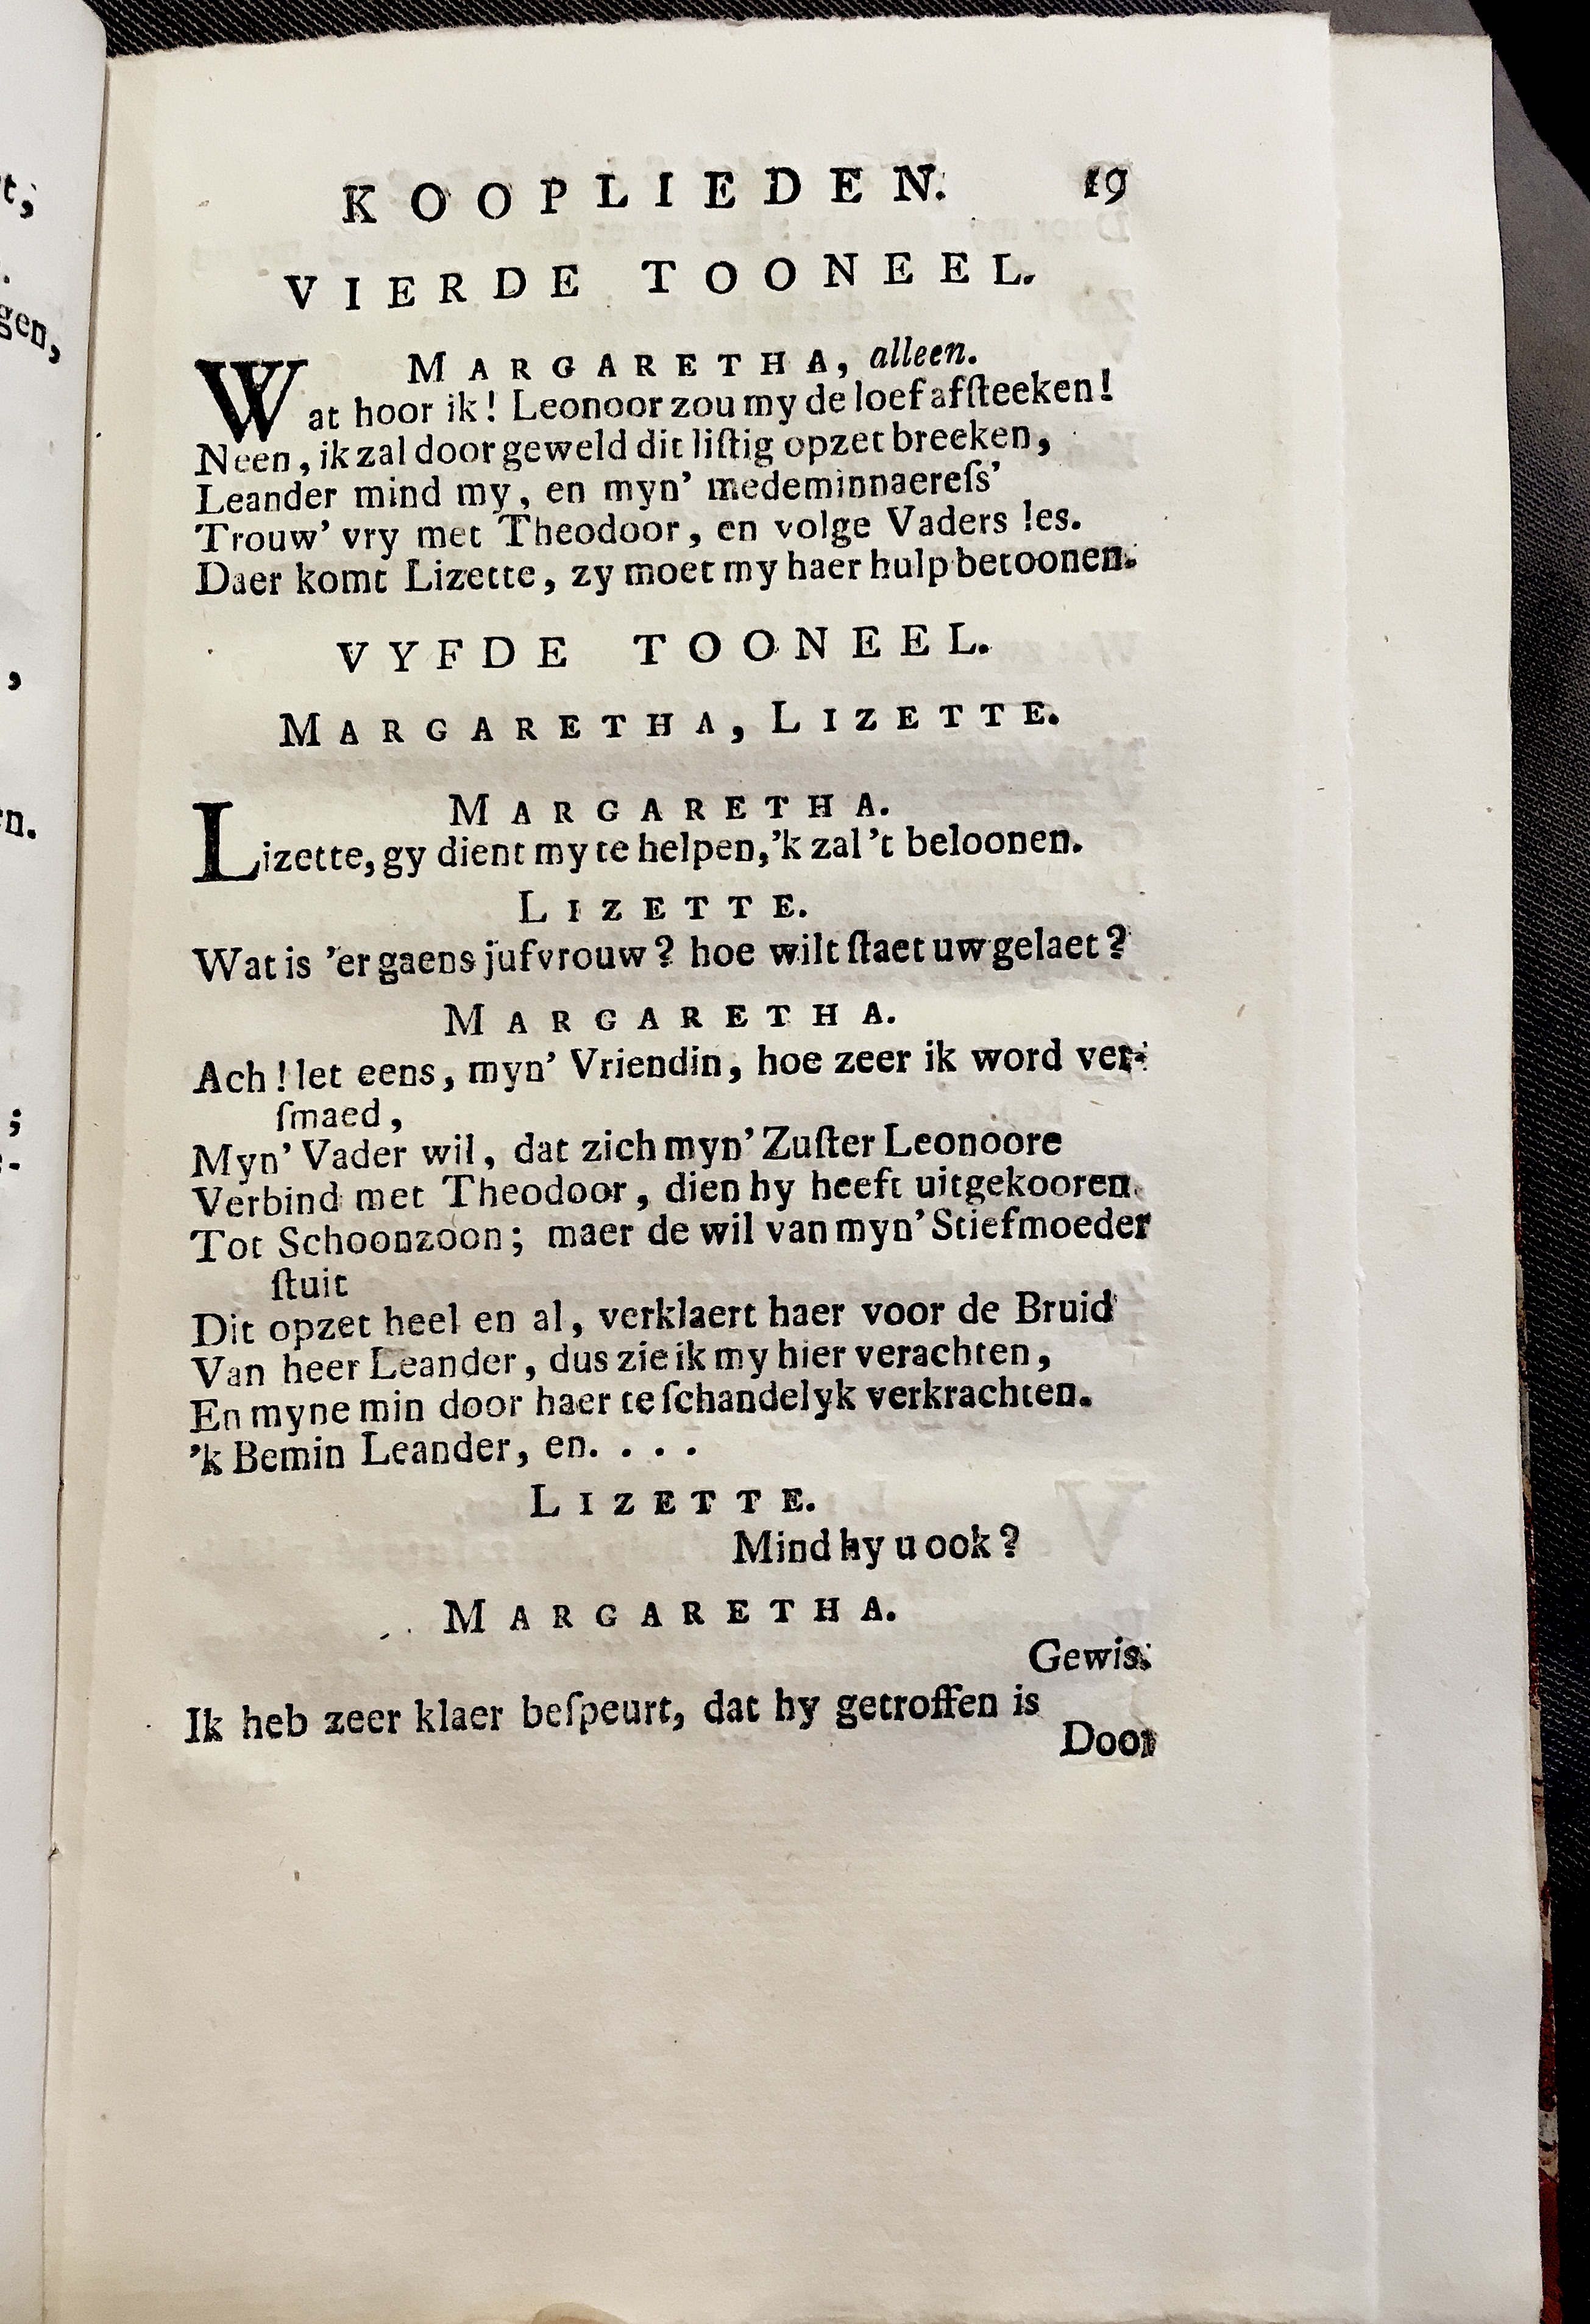 KOOPLIEDEN. 19
VIERDE TOONEEL.
MARGARETHA, alleen.
Wat hoor ik! Leonoor zou my de loef afſteeken!
Neen, ik zal door geweld dit liſtig opzet breeken,
Leander mind my, en myn' medeminnaereſs'
Trouw' vry met Theodoor, en volge Vaders les.
Daer komt Lizette, zy moet my haer hulp betoonen.
VYFDE TOONEEL.
MARGARETHA, LIZETTE.
MARGARETHA.
Lizette, gy dient my te helpen, 'k zal 't beloonen.
LIZETTE.
Wat is 'er gaens jufvrouw? hoe wilt ſtaet uw gelaet?
MARGARETHA.
Ach! let eens, myn' Vriendin, hoe zeer ik word ver-
ſmaed,
Myn' Vader wil, dat zich myn' Zuſter Leonoore
Verbind met Theodoor, dien hy heeft uitgekooren
Tot Schoonzoon; maer de wil van myn' Stiefmoeder
ſtuit
Dit opzet heel en al, verklaert haer voor de Bruid
Van heer Leander, dus zie ik my hier verachten,
En myne min door haer te ſchandelyk verkrachten.
'k Bemin Leander, en. . . .
LIZETTE.
Mind hy u ook?
MARGARETHA.
Gewis.
Ik heb zeer klaer beſpeurt, dat hy getroffen is
Door